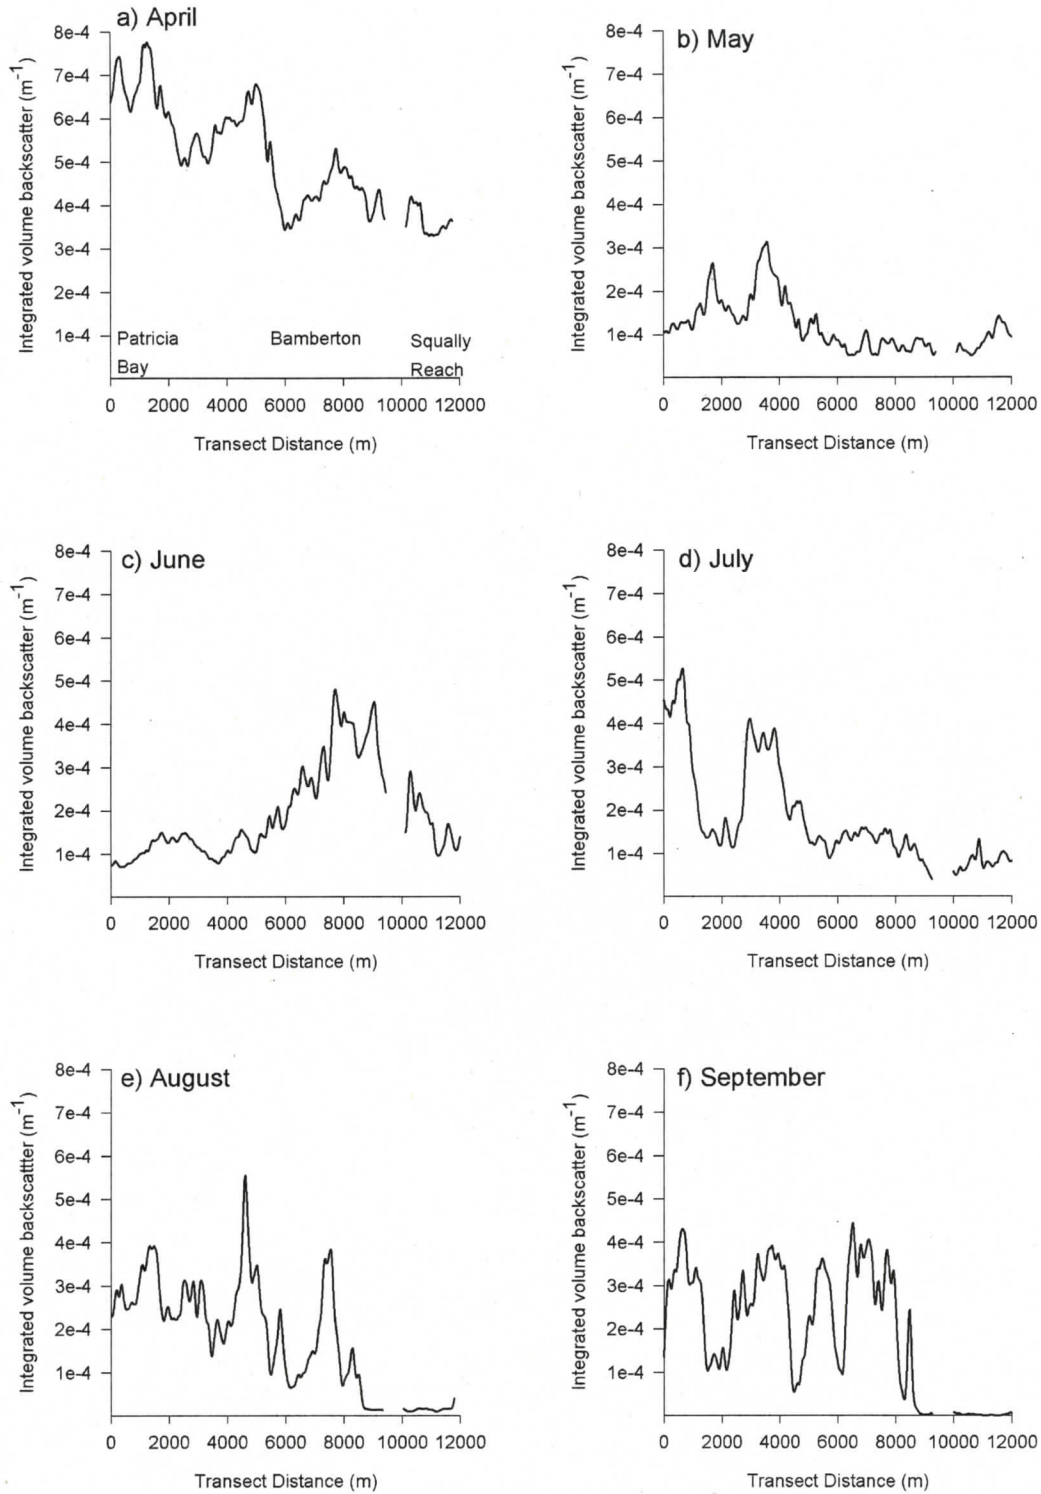 a) April
Integrated volume backscatter (m⁻¹)
8e-4
7e-4
6e-4
5e-4
4e-4
3e-4
2e-4
1e-4
Patricia
Bay
Bamberton
Squally
Reach
0 2000 4000 6000 8000 10000 12000
Transect Distance (m)
b) May
Integrated volume backscatter (m⁻¹)
8e-4
7e-4
6e-4
5e-4
4e-4
3e-4
2e-4
1e-4
0 2000 4000 6000 8000 10000 12000
Transect Distance (m)
c) June
Integrated volume backscatter (m⁻¹)
8e-4
7e-4
6e-4
5e-4
4e-4
3e-4
2e-4
1e-4
0 2000 4000 6000 8000 10000 12000
Transect Distance (m)
d) July
Integrated volume backscatter (m⁻¹)
8e-4
7e-4
6e-4
5e-4
4e-4
3e-4
2e-4
1e-4
0 2000 4000 6000 8000 10000 12000
Transect Distance (m)
e) August
Integrated volume backscattter (m⁻¹)
8e-4
7e-4
6e-4
5e-4
4e-4
3e-4
2e-4
1e-4
0 2000 4000 6000 8000 10000 12000
Transect Distance (m)
f) September
Integrated volume backscatter (m⁻¹)
8e-4
7e-4
6e-4
5e-4
4e-4
3e-4
2e-4
1e-4
0 2000 4000 6000 8000 10000 12000
Transect Distance (m)